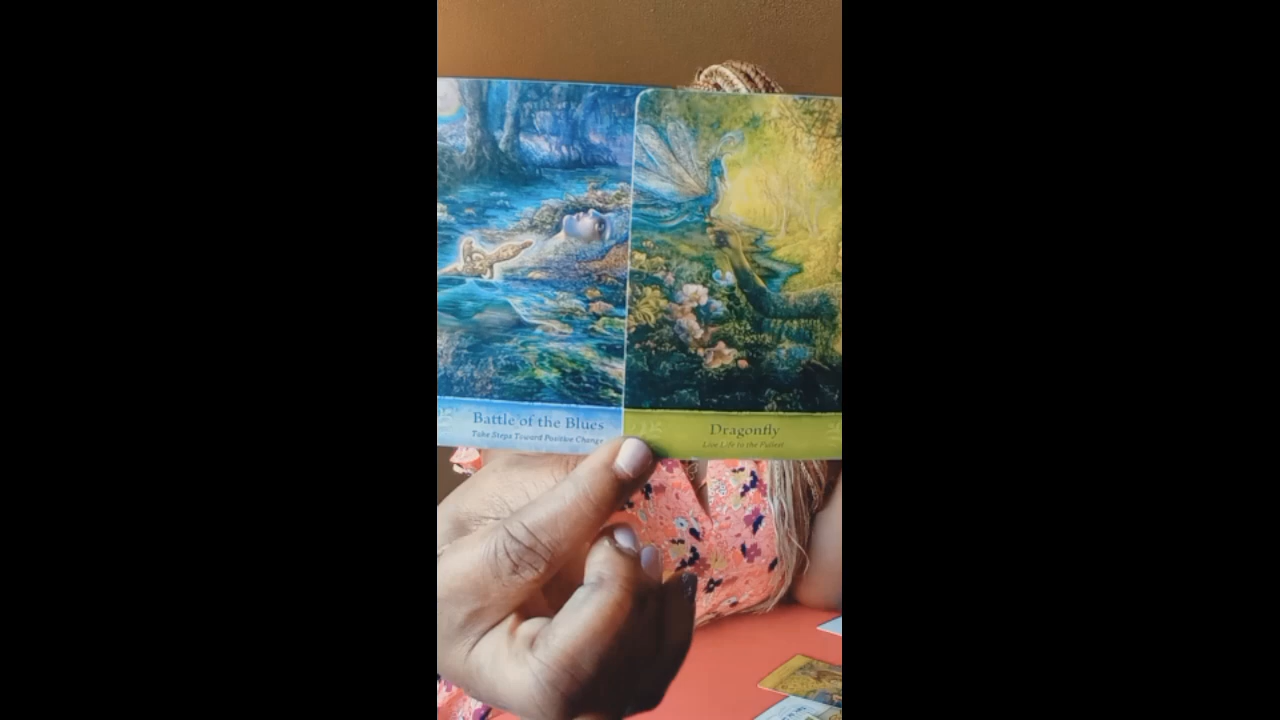 Battle of the Blues
Take Steps Toward Positive Change
Dragonfly
Live Life to the Fullest